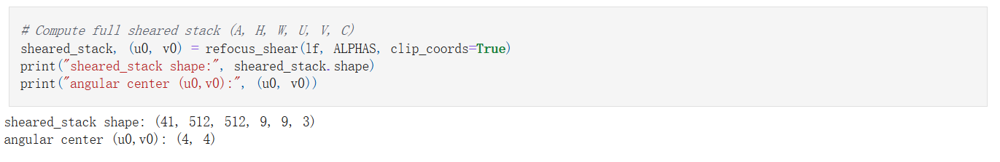 # Compute full sheared stack (A, H, W, U, V, C)
sheared_stack, (u0, v0) = refocus_shear(lf, ALPHAS, clip_coords=True)
print("sheared_stack shape:", sheared_stack.shape)
print("angular center (u0,v0):", (u0, v0))
sheared_stack shape: (41, 512, 512, 9, 9, 3)
angular center (u0,v0): (4, 4)